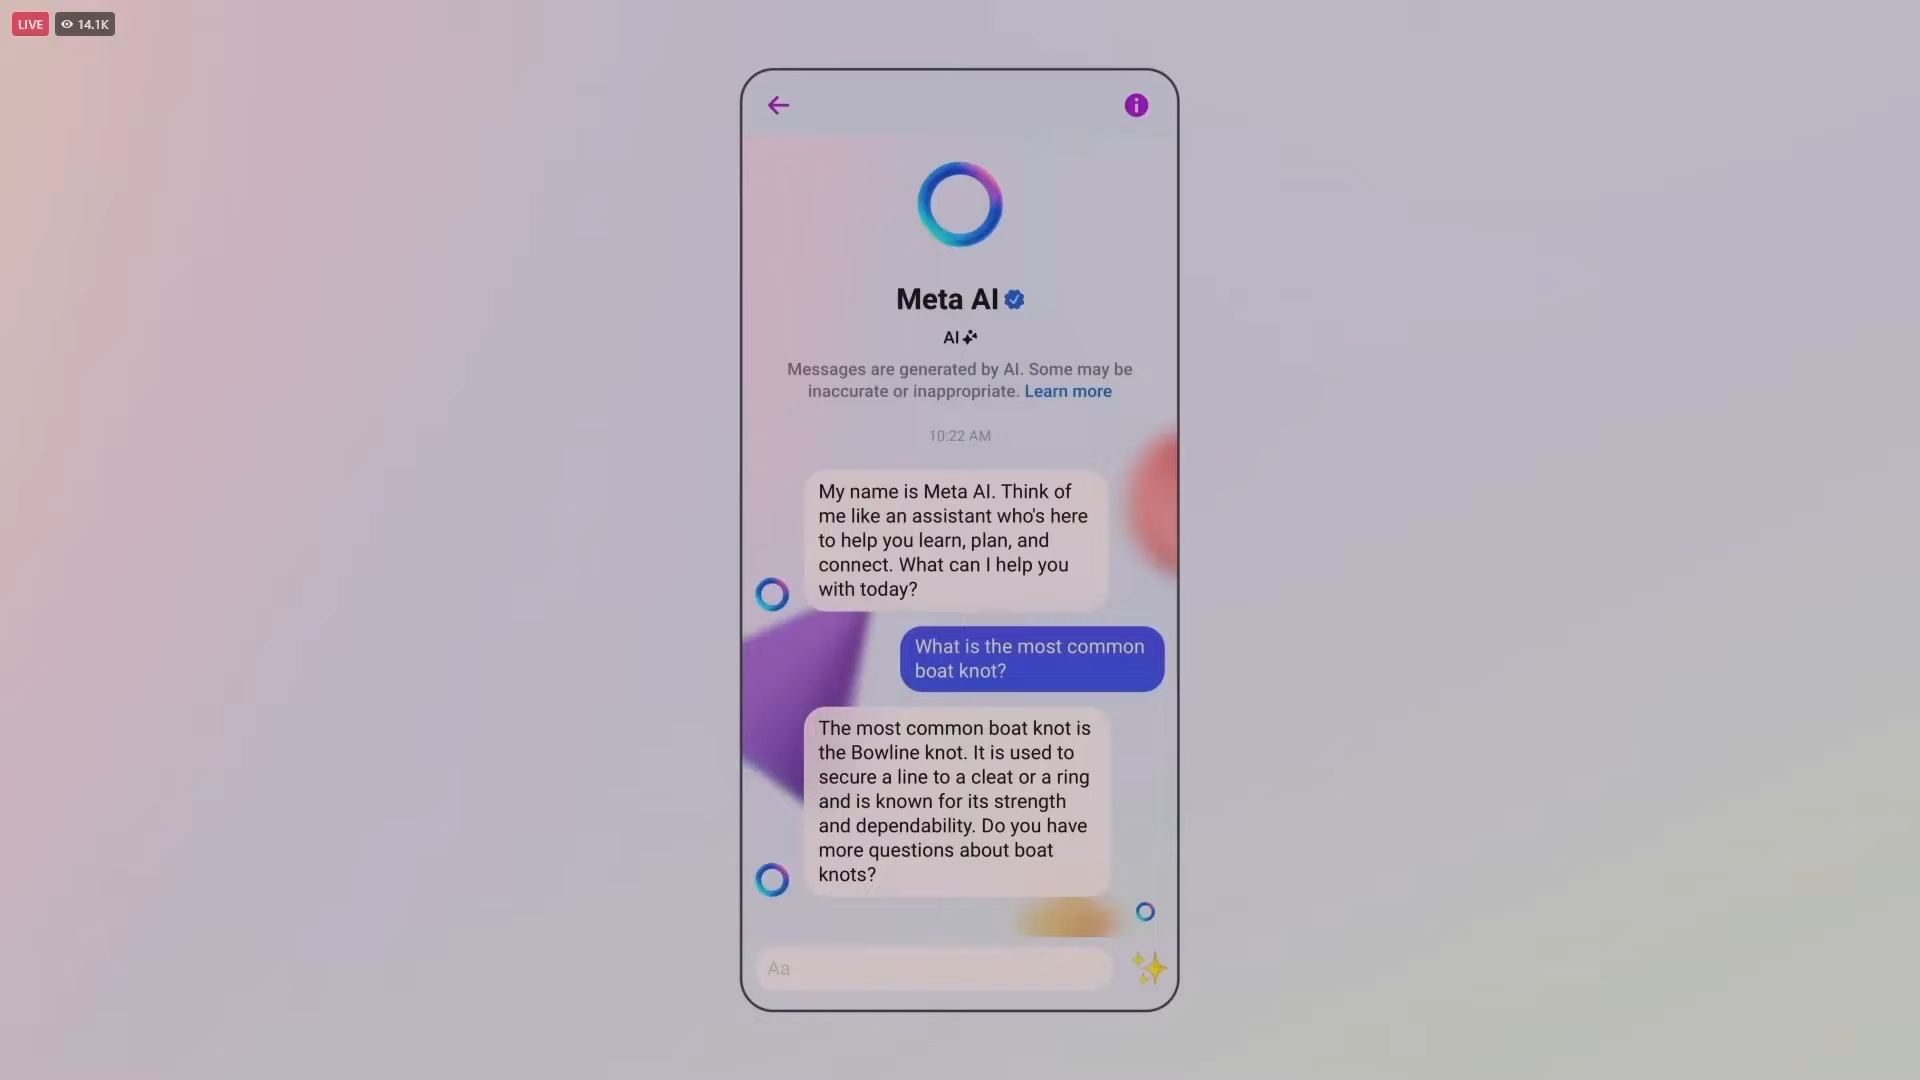 LIVE 14.1K
Meta AI
AI
Messages are generated by AI. Some may be
inaccurate or inappropriate. Learn more
10:22 AM
My name is Meta AI. Think of
me like an assistant who's here
to help you learn, plan, and
connect. What can I help you
with today?
What is the most common
boat knot?
The most common boat knot is
the Bowline knot. It is used to
secure a line to a cleat or a ring
and is known for its strength
and dependability. Do you have
more questions about boat
knots?
Aa